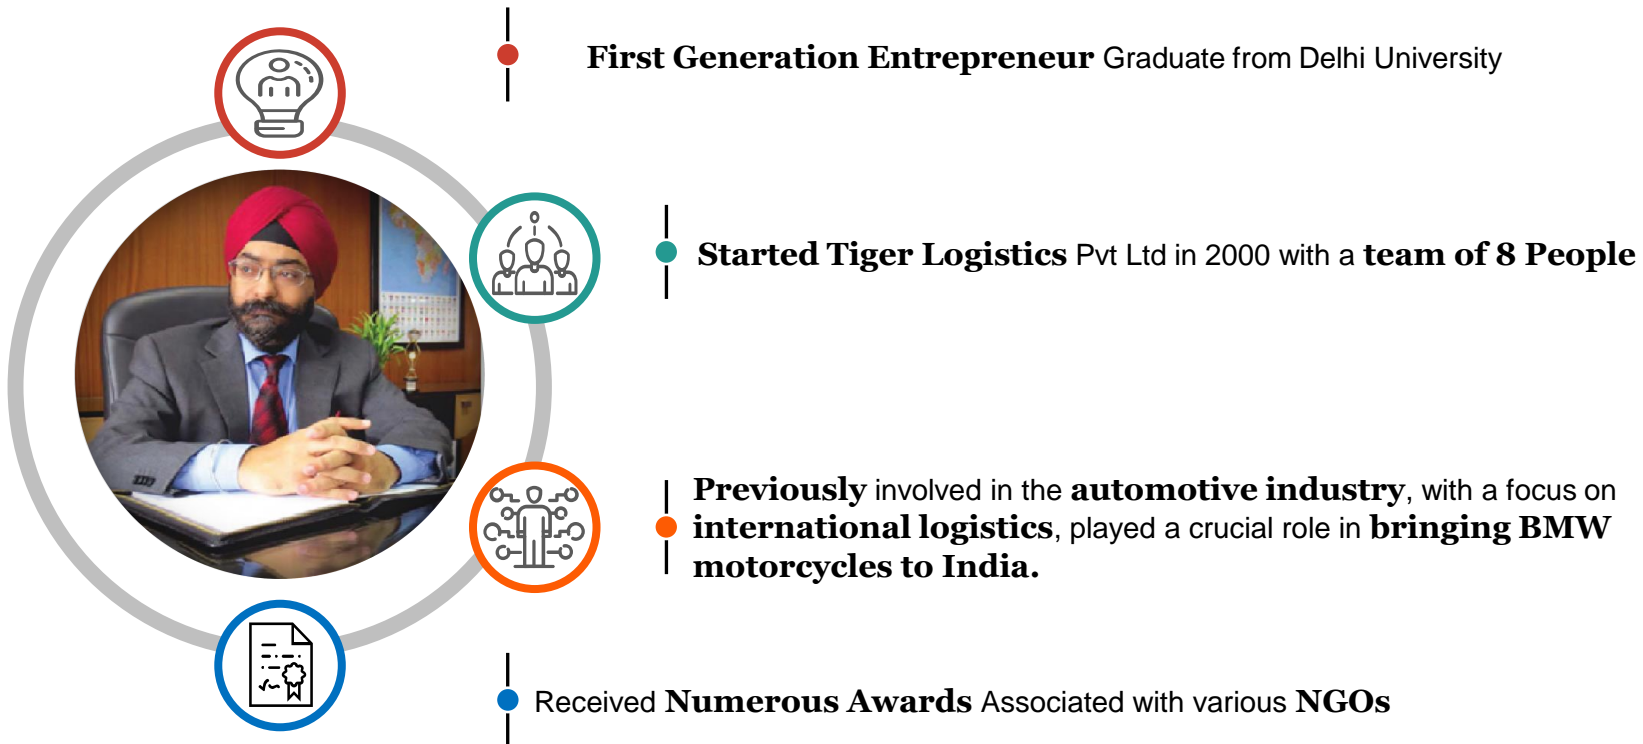 First Generation Entrepreneur Graduate from Delhi University
Started Tiger Logistics Pvt Ltd in 2000 with a team of 8 People
Previously involved in the automotive industry, with a focus on
international logistics, played a crucial role in bringing BMW
motorcycles to India.
Received Numerous Awards Associated with various NGOs